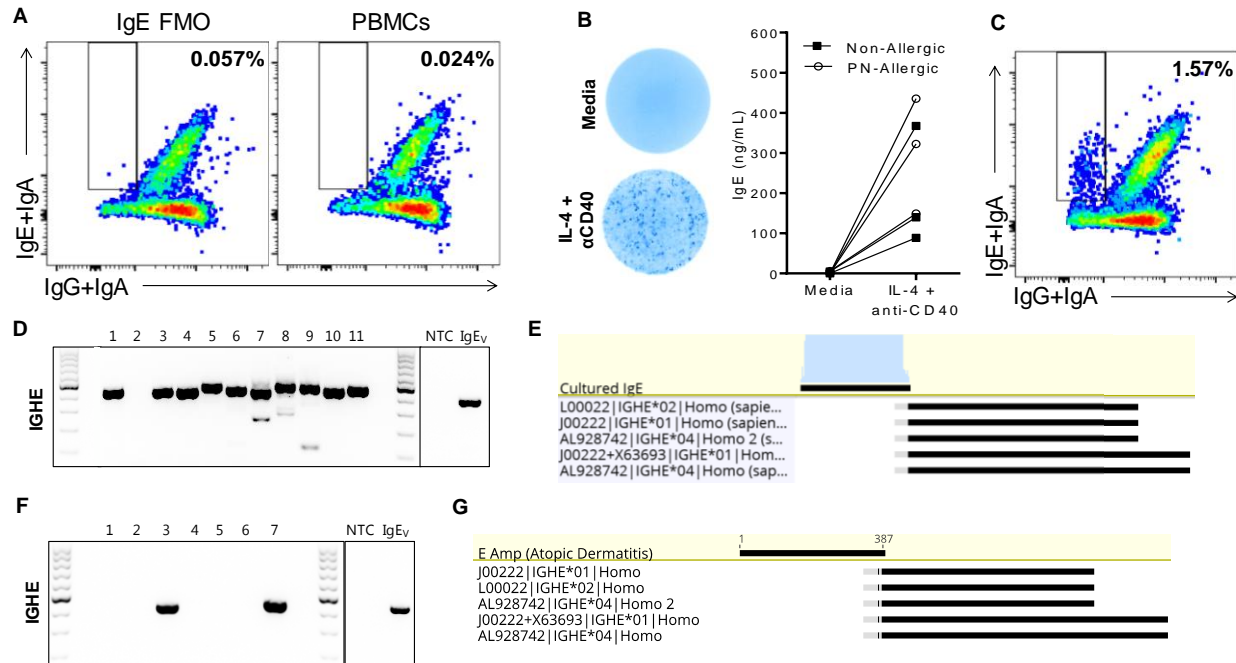 A
IgE FMO
PBMCs
0.057%
0.024%
IgE+IgA
IgG+IgA
B
Media
IL-4 +
αCD40
600
500
400
300
200
100
0
IgE (ng/mL)
Non-Allergic
PN-Allergic
Media
IL-4 +
anti-CD40
C
1.57%
IgE+IgA
IgG+IgA
D
1 2 3 4 5 6 7 8 9 10 11
NTC IgEV
IGHE
E
Cultured IgE
L00022|IGHE*02|Homo (sapie...
J00222|IGHE*01|Homo (sapien...
AL928742|IGHE*04|Homo 2 (s...
J00222+X63693|IGHE*01|Hom...
AL928742|IGHE*04|Homo (sap...
F
1 2 3 4 5 6 7
NTC IgEV
IGHE
G
1 387
E Amp (Atopic Dermatitis)
J00222|IGHE*01|Homo
L00022|IGHE*02|Homo
AL928742|IGHE*04|Homo 2
J00222+X63693|IGHE*01|Homo
AL928742|IGHE*04|Homo